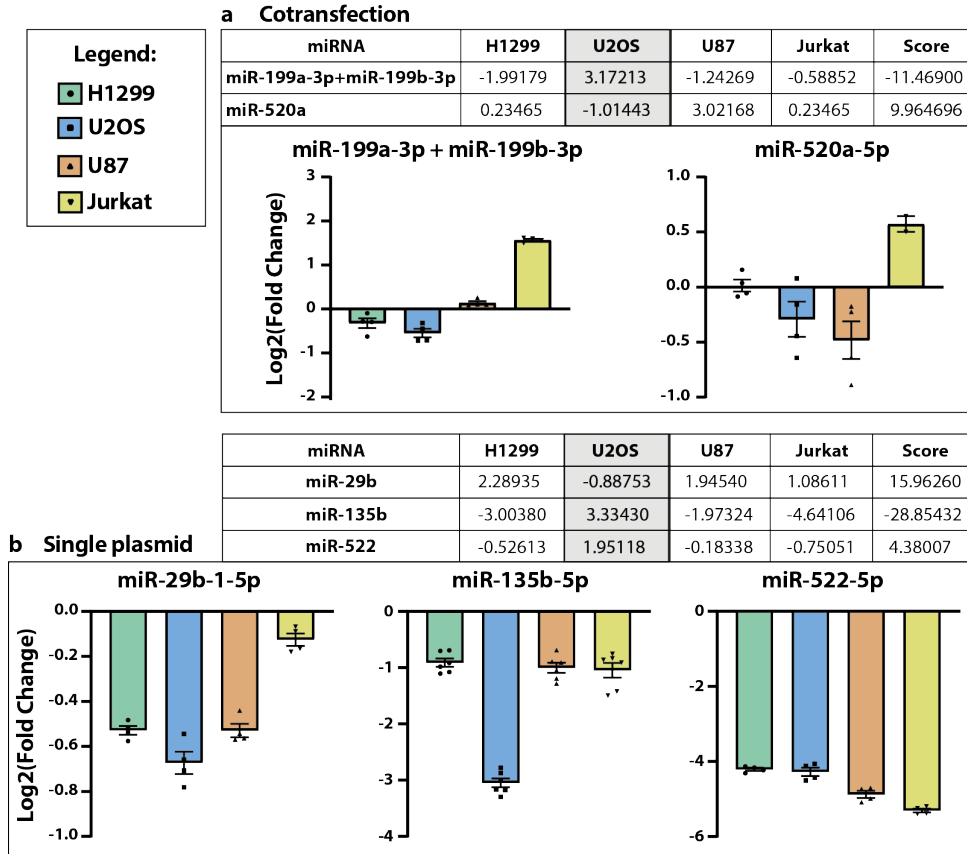 a Cotransfection
Legend:
H1299
U2OS
U87
Jurkat
miRNA H1299 U2OS U87 Jurkat Score
miR-199a-3p+miR-199b-3p -1.99179 3.17213 -1.24269 -0.58852 -11.46900
miR-520a 0.23465 -1.01443 3.02168 0.23465 9.964696
miR-199a-3p + miR-199b-3p
Log2(Fold Change)
3
2
1
0
-1
-2
miR-520a-5p
1.0
0.5
0.0
-0.5
-1.0
miRNA H1299 U2OS U87 Jurkat Score
miR-29b 2.28935 -0.88753 1.94540 1.08611 15.96260
miR-135b -3.00380 3.33430 -1.97324 -4.64106 -28.85432
miR-522 -0.52613 1.95118 -0.18338 -0.75051 4.38007
b Single plasmid
miR-29b-1-5p
Log2(Fold Change)
0.0
-0.2
-0.4
-0.6
-0.8
-1.0
miR-135b-5p
0
-1
-2
-3
-4
miR-522-5p
0
-2
-4
-6